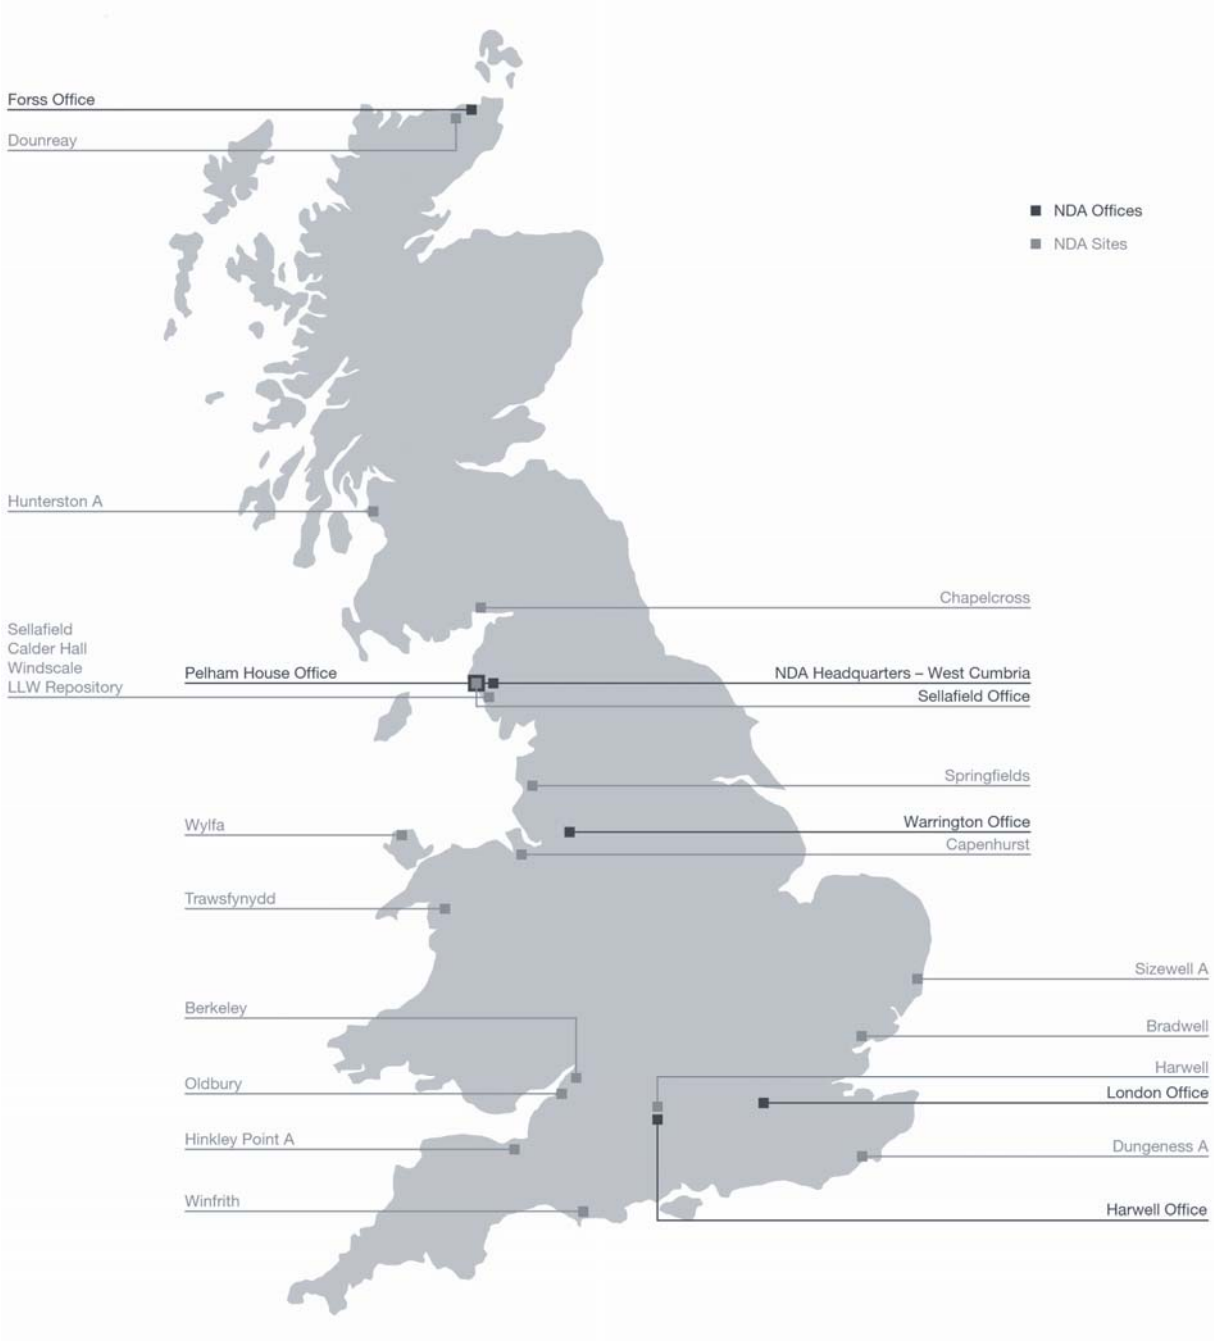 Forss Office
Dounreay
NDA Offices
NDA Sites
Hunterston A
Chapelcross
Sellafield
Calder Hall
Windscale
LLW Repository
Pelham House Office
NDA Headquarters – West Cumbria
Sellafield Office
Springfields
Wylfa
Warrington Office
Capenhurst
Trawsfynydd
Sizewell A
Berkeley
Bradwell
Harwell
Oldbury
London Office
Hinkley Point A
Dungeness A
Winfrith
Harwell Office